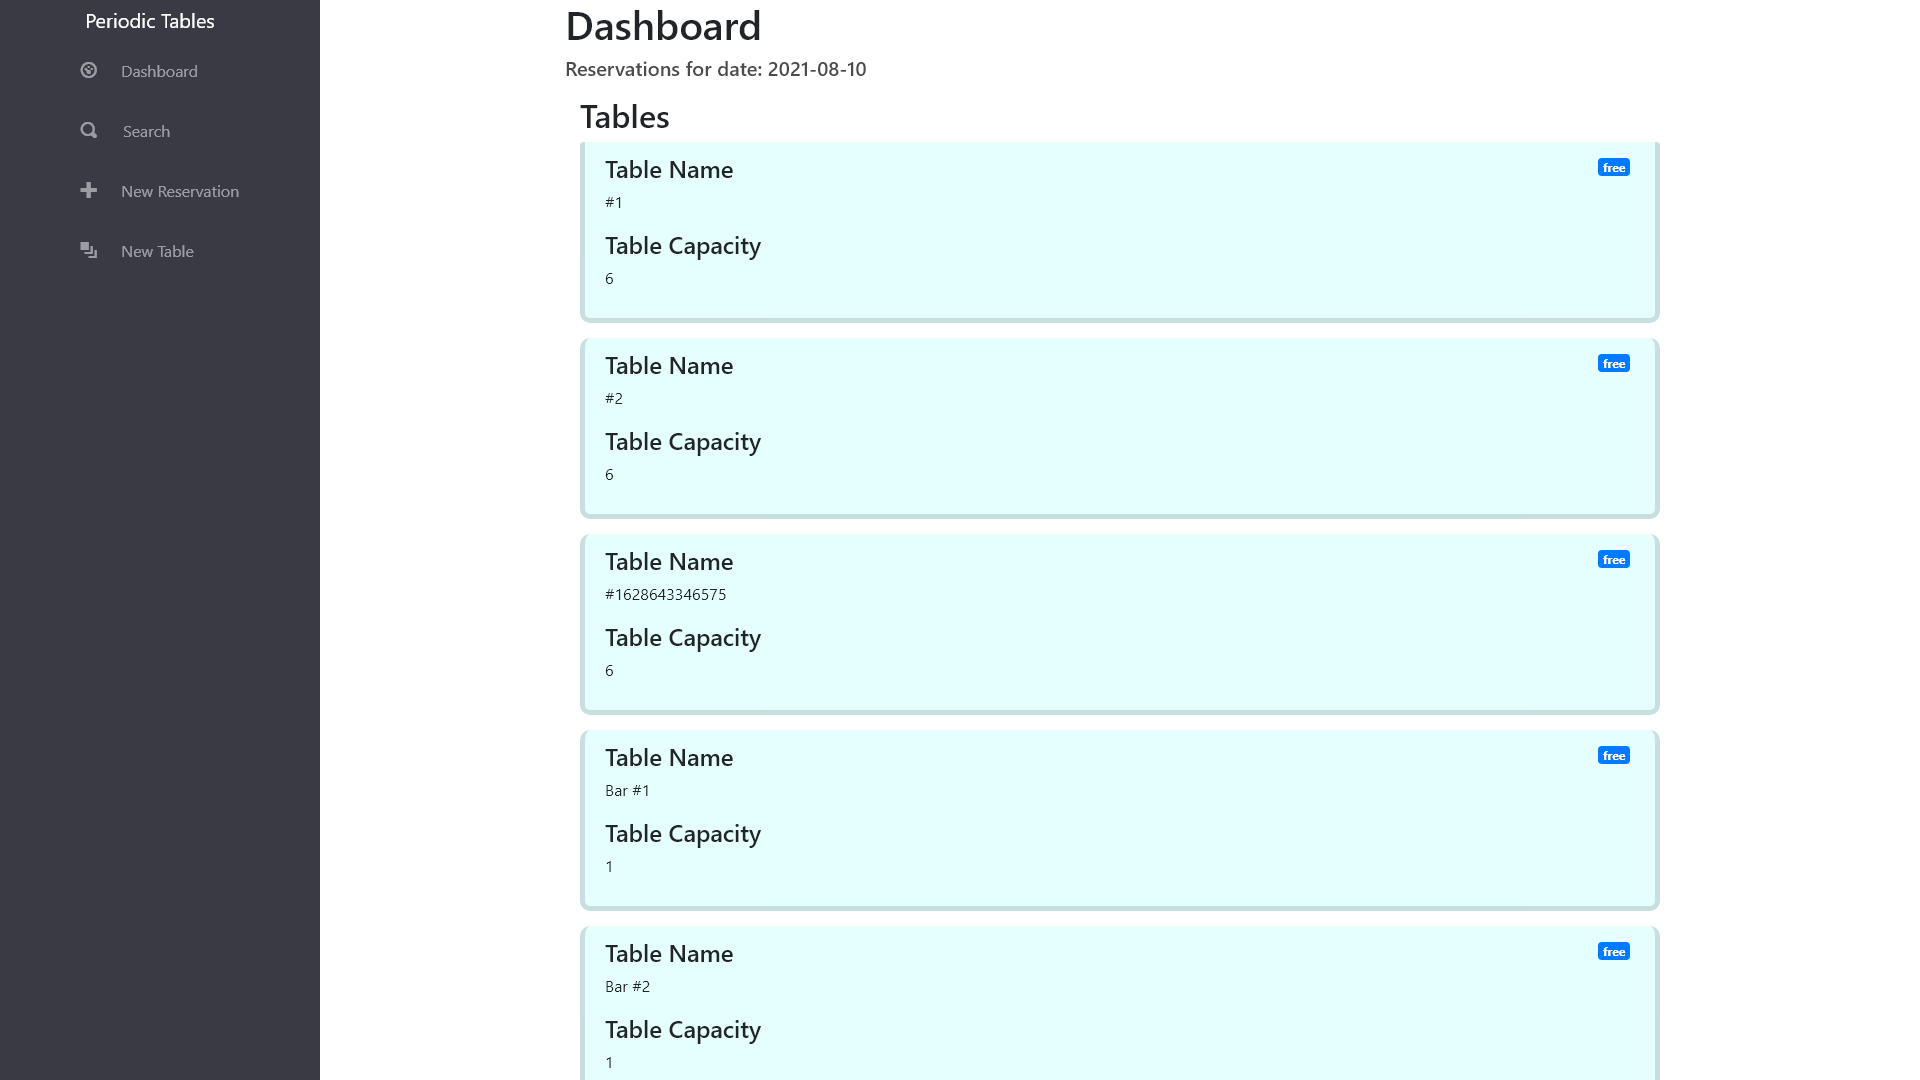 Periodic Tables
Dashboard
Search
New Reservation
New Table
Dashboard
Reservations for date: 2021-08-10
Tables
Table Name
free
#1
Table Capacity
6
Table Name
free
#2
Table Capacity
6
Table Name
free
#1628643346575
Table Capacity
6
Table Name
free
Bar #1
Table Capacity
1
Table Name
free
Bar #2
Table Capacity
1